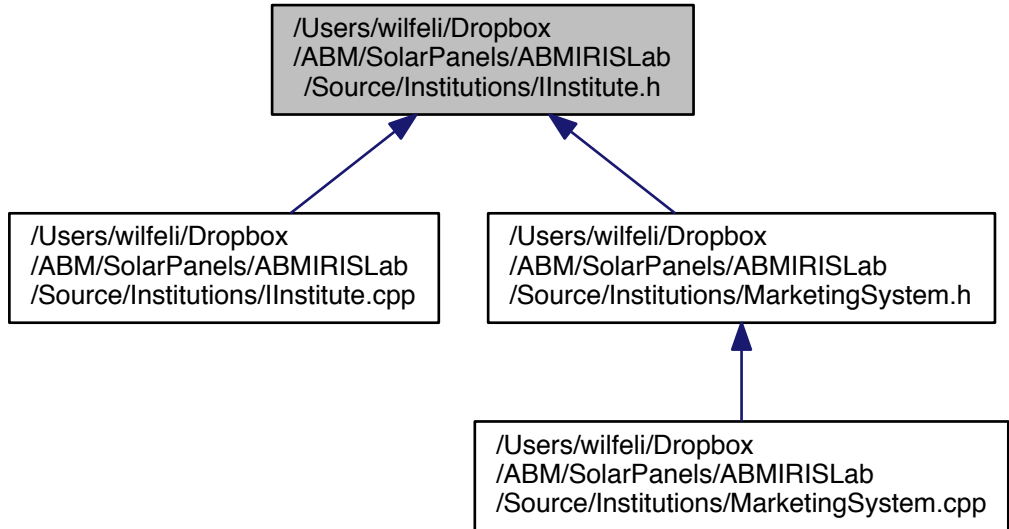 /Users/wilfeli/Dropbox
/ABM/SolarPanels/ABMIRISLab
/Source/Institutions/IInstitute.h
/Users/wilfeli/Dropbox
/ABM/SolarPanels/ABMIRISLab
/Source/Institutions/IInstitute.cpp
/Users/wilfeli/Dropbox
/ABM/SolarPanels/ABMIRISLab
/Source/Institutions/MarketingSystem.h
/Users/wilfeli/Dropbox
/ABM/SolarPanels/ABMIRISLab
/Source/Institutions/MarketingSystem.cpp